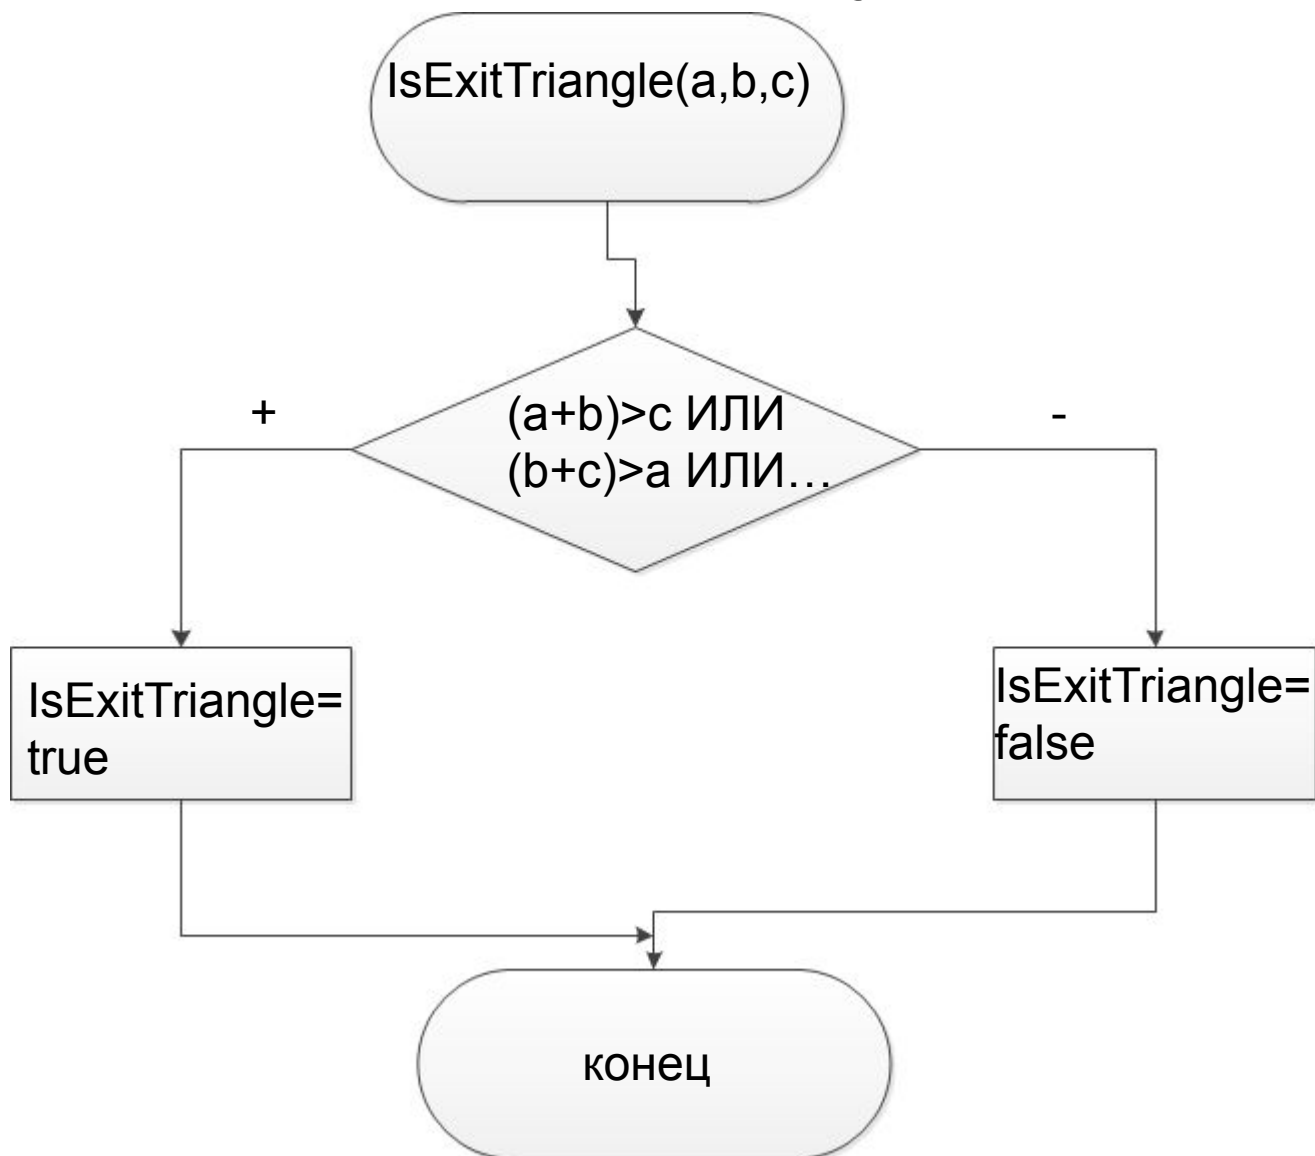 IsExitTriangle(a,b,c)
+
(a+b)>c ИЛИ
(b+c)>a ИЛИ…
-
IsExitTriangle=
true
IsExitTriangle=
false
конец